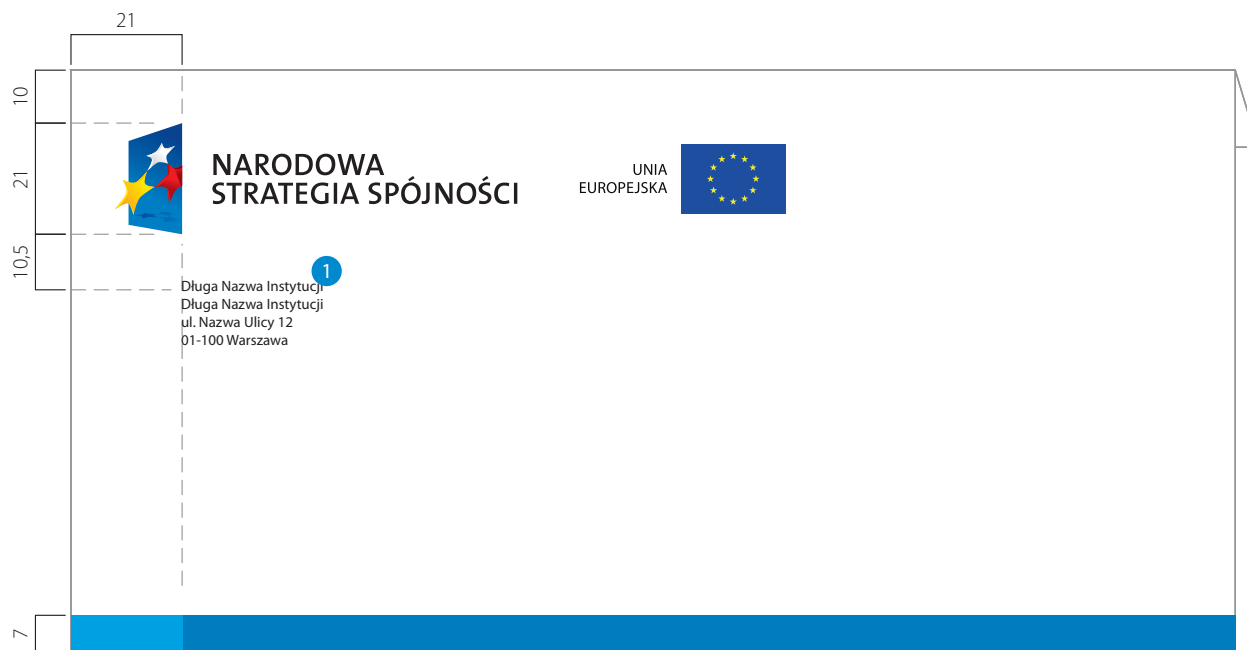 21
10
21
10,5
7
NARODOWA
STRATEGIA SPÓJNOŚCI
UNIA
EUROPEJSKA
1
Długa Nazwa Instytucji
Długa Nazwa Instytucji
ul. Nazwa Ulicy 12
01-100 Warszawa